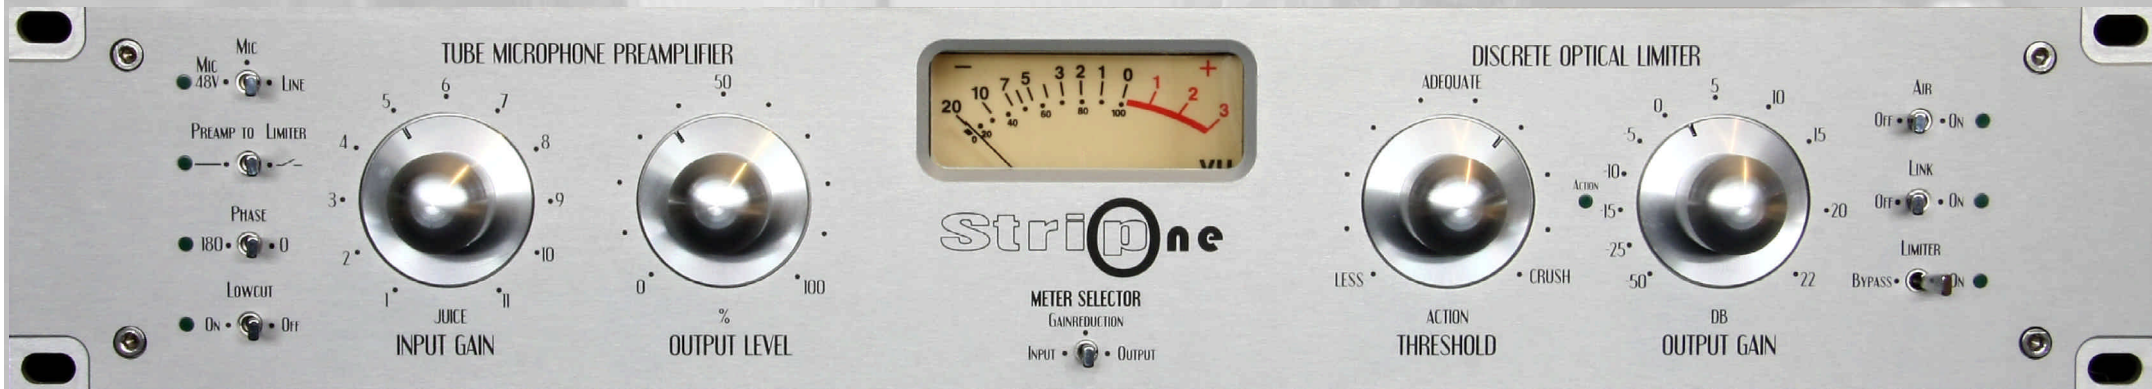 TUBE MICROPHONE PREAMPLIFIER
MIC
MIC
48V LINE
PREAMP TO LIMITER
PHASE
180 0
LOWCUT
ON OFF
1 2 3 4 5 6 7 8 9 10 11
JUICE
INPUT GAIN
0 50 100
%
OUTPUT LEVEL
- +
20 10 7 5 3 2 1 0 1 2 3
0 20 40 60 80 100
VU
StripOne
METER SELECTOR
GAINREDUCTION
INPUT OUTPUT
DISCRETE OPTICAL LIMITER
ADEQUATE
LESS CRUSH
ACTION
THRESHOLD
ACTION
50 -25 -15 -10 -5 0 5 10 15 20 22
DB
OUTPUT GAIN
AIR
OFF ON
LINK
OFF ON
LIMITER
BYPASS ON